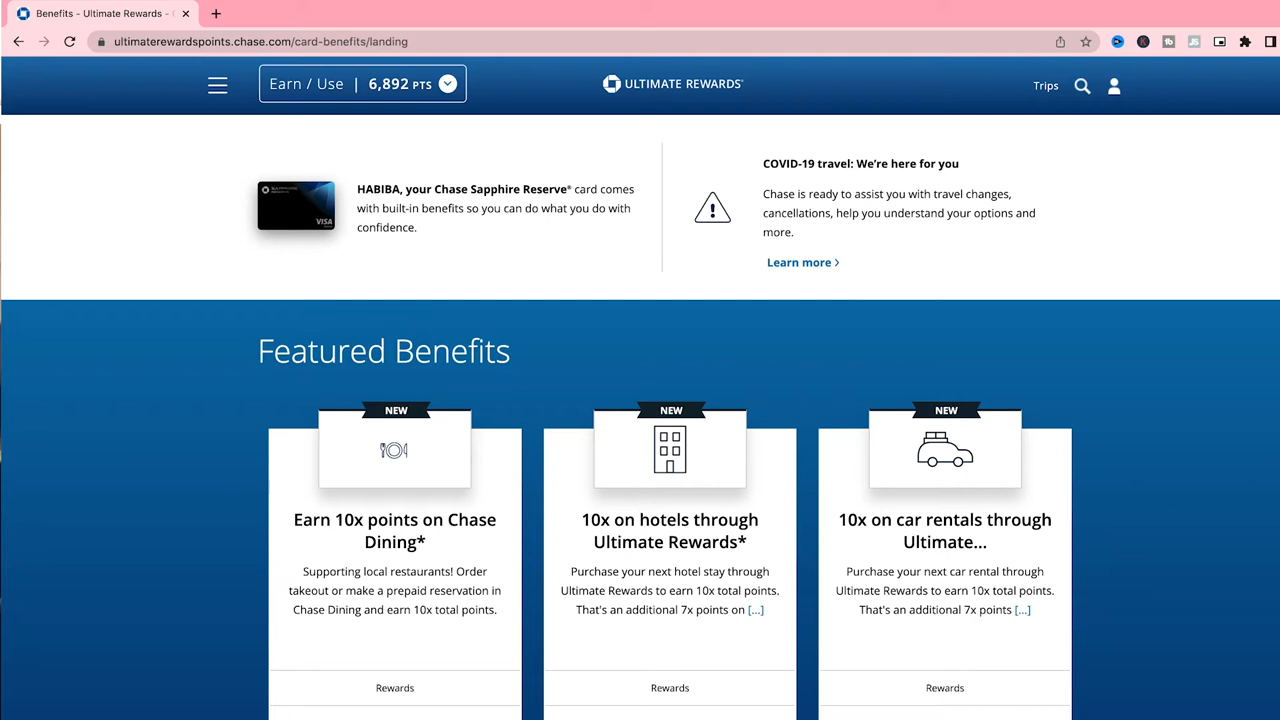 Benefits - Ultimate Rewards -
ultimaterewardspoints.chase.com/card-benefits/landing
Earn / Use | 6,892 PTS
ULTIMATE REWARDS
Trips
HABIBA, your Chase Sapphire Reserve® card comes
with built-in benefits so you can do what you do with
confidence.
VISA
COVID-19 travel: We're here for you
Chase is ready to assist you with travel changes,
cancellations, help you understand your options and
more.
Learn more >
Featured Benefits
NEW
Earn 10x points on Chase
Dining*
Supporting local restaurants! Order
takeout or make a prepaid reservation in
Chase Dining and earn 10x total points.
Rewards
NEW
10x on hotels through
Ultimate Rewards*
Purchase your next hotel stay through
Ultimate Rewards to earn 10x total points.
That's an additional 7x points on [...]
Rewards
NEW
10x on car rentals through
Ultimate...
Purchase your next car rental through
Ultimate Rewards to earn 10x total points.
That's an additional 7x points [...]
Rewards